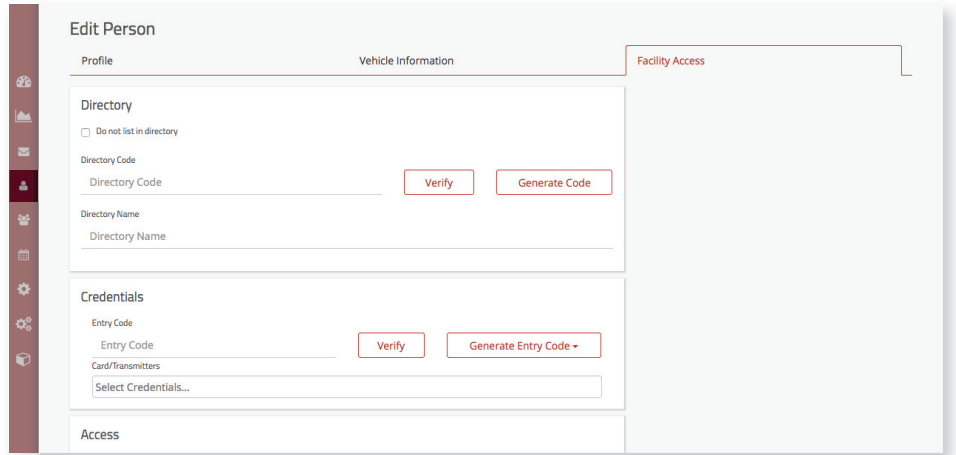 Edit Person
Profile Vehicle Information Facility Access
Directory
Do not list in directory
Directory Code
Directory Code Verify Generate Code
Directory Name
Directory Name
Credentials
Entry Code
Entry Code Verify Generate Entry Code
Card/Transmitters
Select Credentials...
Access